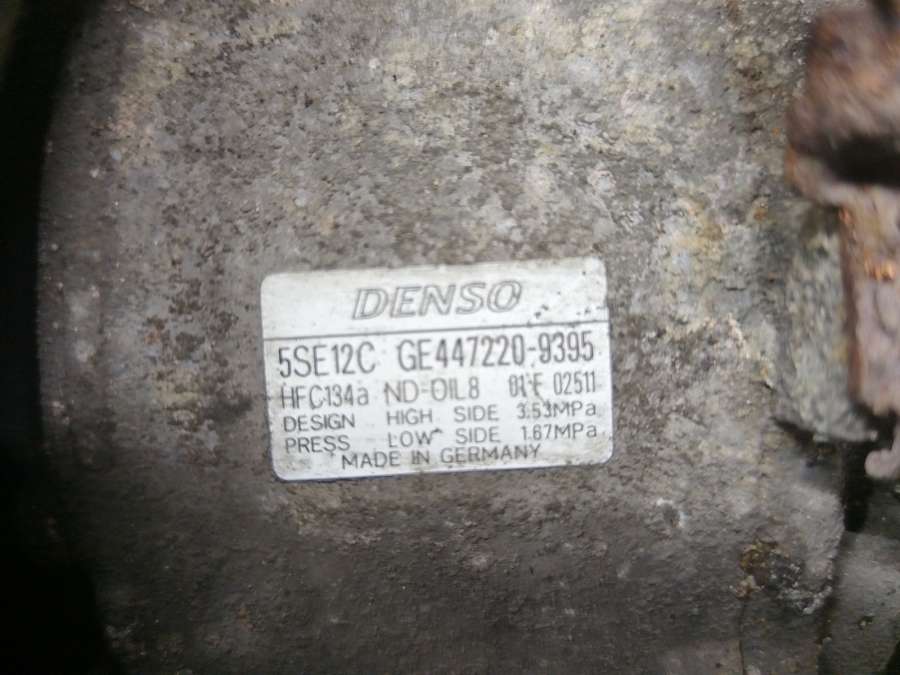 DENSO
5SE12C GE447220-9395
HFC134a ND-OIL8 02511
DESIGN HIGH SIDE 3.53MPa
PRESS LOW SIDE 1.67MPa
MADE IN GERMANY